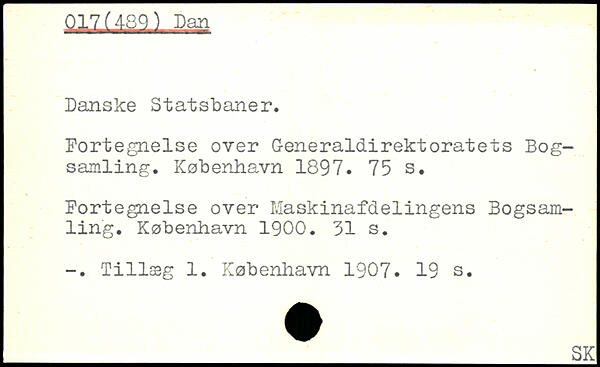 017(489) Dan
Danske Statsbaner.
Fortegnelse over Generaldirektoratets Bog-
samling. København 1897. 75 s.
Fortegnelse over Maskinafdelingens Bogsam-
ling. København 1900. 31 s.
-. Tillæg 1. København 1907. 19 s.
SK